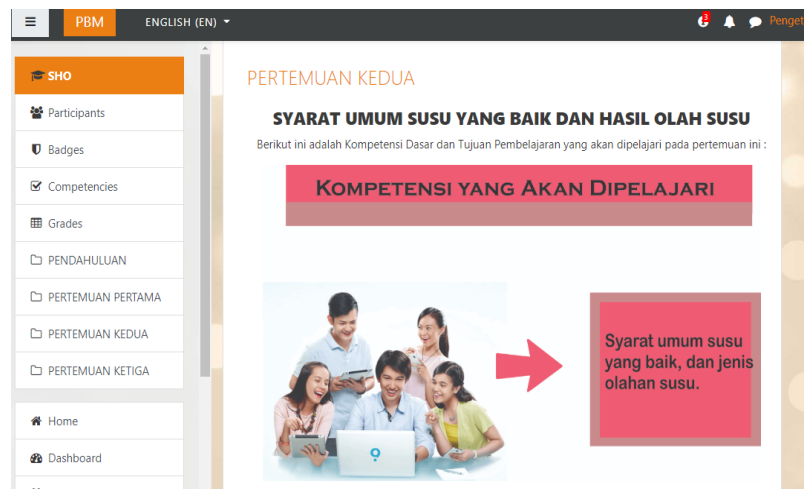 PBM
ENGLISH (EN)
3
Penget
SHO
Participants
Badges
Competencies
Grades
PENDAHULUAN
PERTEMUAN PERTAMA
PERTEMUAN KEDUA
PERTEMUAN KETIGA
Home
Dashboard
PERTEMUAN KEDUA
SYARAT UMUM SUSU YANG BAIK DAN HASIL OLAH SUSU
Berikut ini adalah Kompetensi Dasar dan Tujuan Pembelajaran yang akan dipelajari pada pertemuan ini :
KOMPETENSI YANG AKAN DIPELAJARI
Syarat umum susu
yang baik, dan jenis
olahan susu.